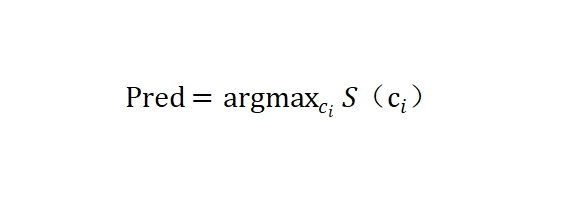 Pred = argmax_{c_i} S（c_i）